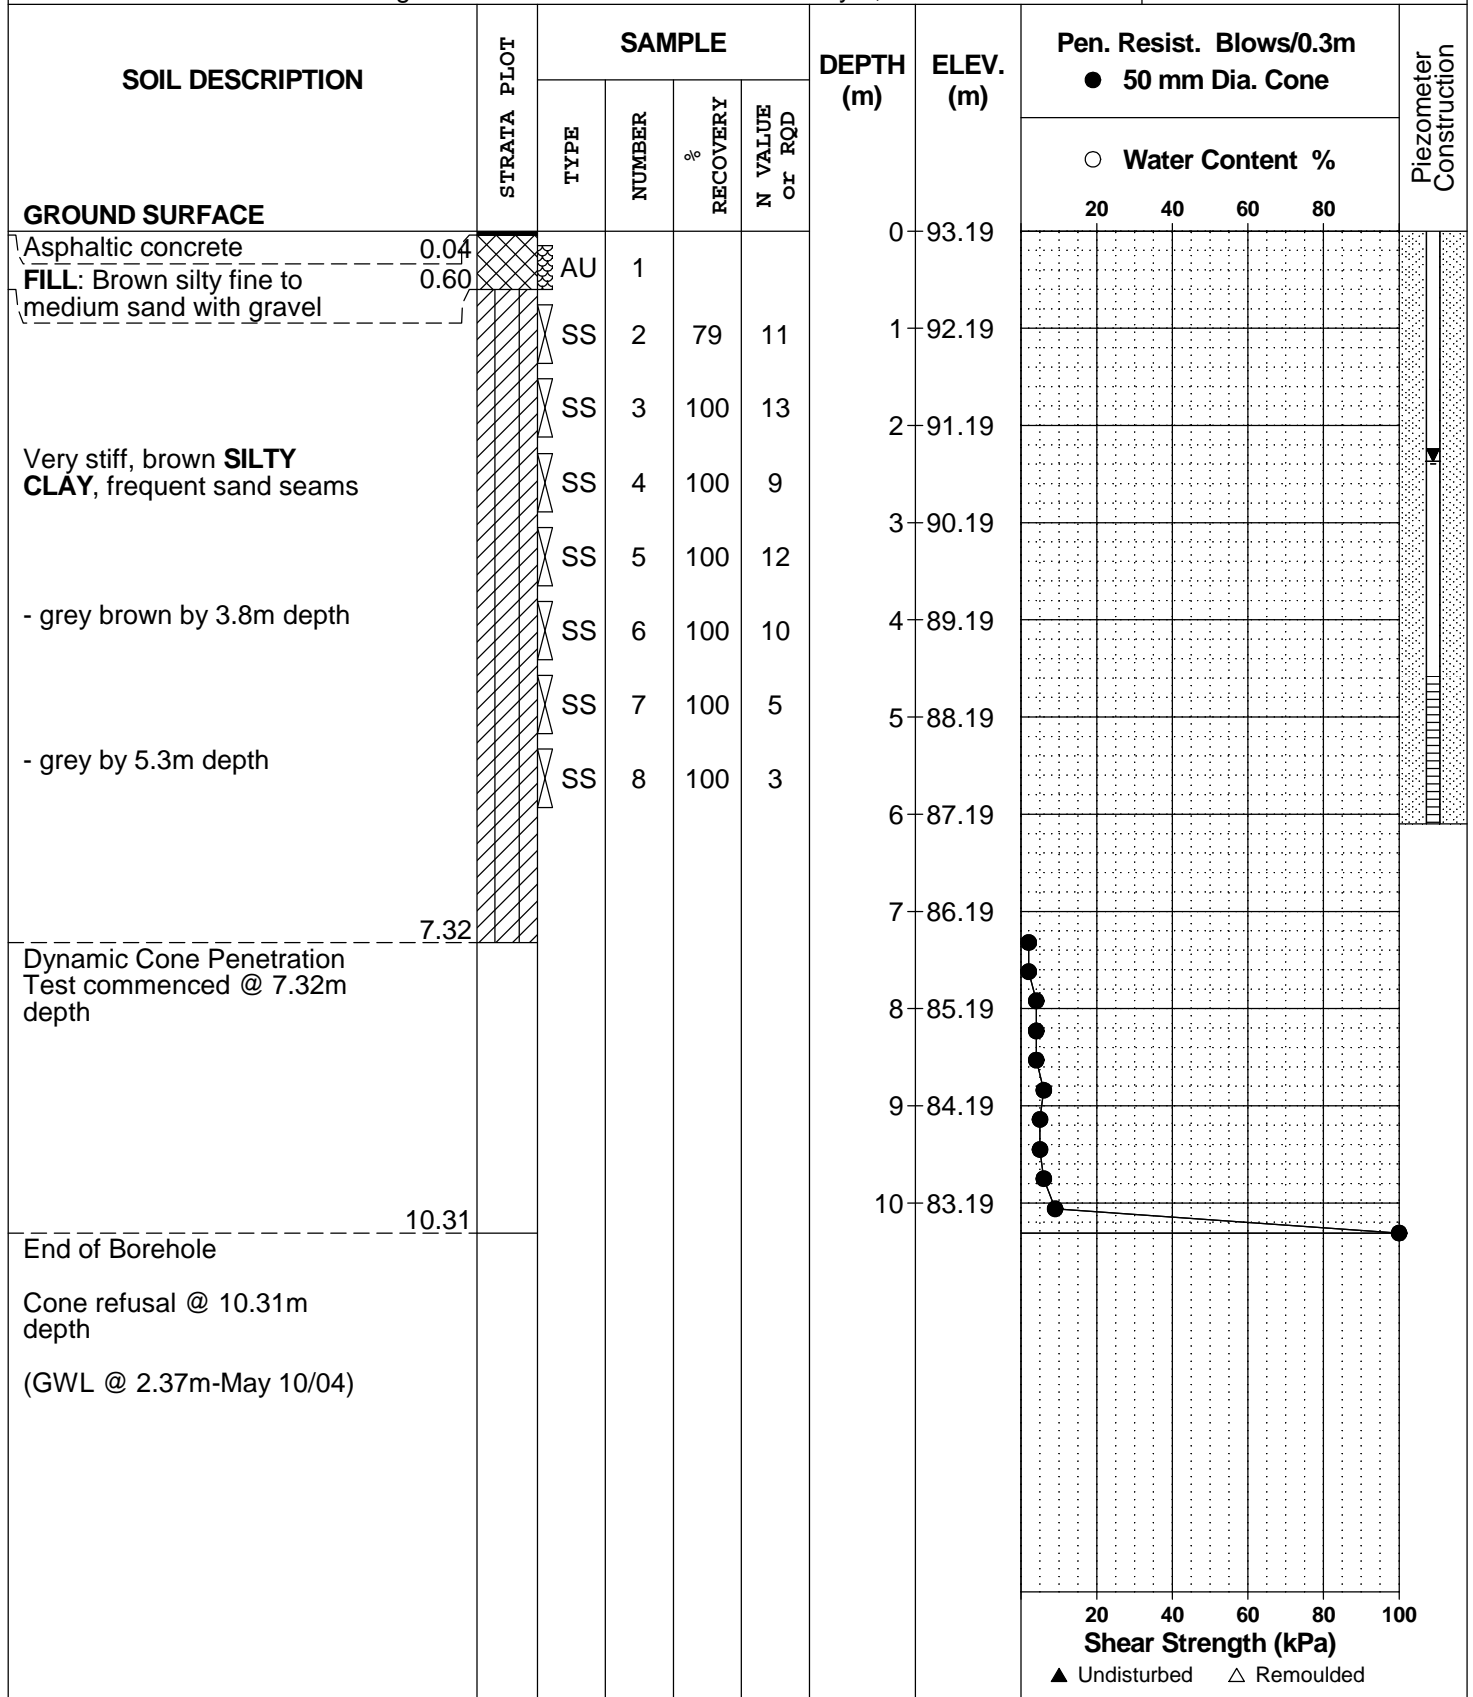 SOIL DESCRIPTION
GROUND SURFACE
STRATA PLOT
SAMPLE
TYPE
NUMBER
%
RECOVERY
N VALUE
or RQD
DEPTH
(m)
ELEV.
(m)
Pen. Resist. Blows/0.3m
● 50 mm Dia. Cone
○ Water Content %
20 40 60 80
Piezometer
Construction
Asphaltic concrete 0.04
FILL: Brown silty fine to 0.60
medium sand with gravel
Very stiff, brown SILTY
CLAY, frequent sand seams
- grey brown by 3.8m depth
- grey by 5.3m depth
7.32
Dynamic Cone Penetration
Test commenced @ 7.32m
depth
10.31
End of Borehole
Cone refusal @ 10.31m
depth
(GWL @ 2.37m-May 10/04)
AU 1
SS 2 79 11
SS 3 100 13
SS 4 100 9
SS 5 100 12
SS 6 100 10
SS 7 100 5
SS 8 100 3
0 93.19
1 92.19
2 91.19
3 90.19
4 89.19
5 88.19
6 87.19
7 86.19
8 85.19
9 84.19
10 83.19
20 40 60 80 100
Shear Strength (kPa)
▲ Undisturbed △ Remoulded